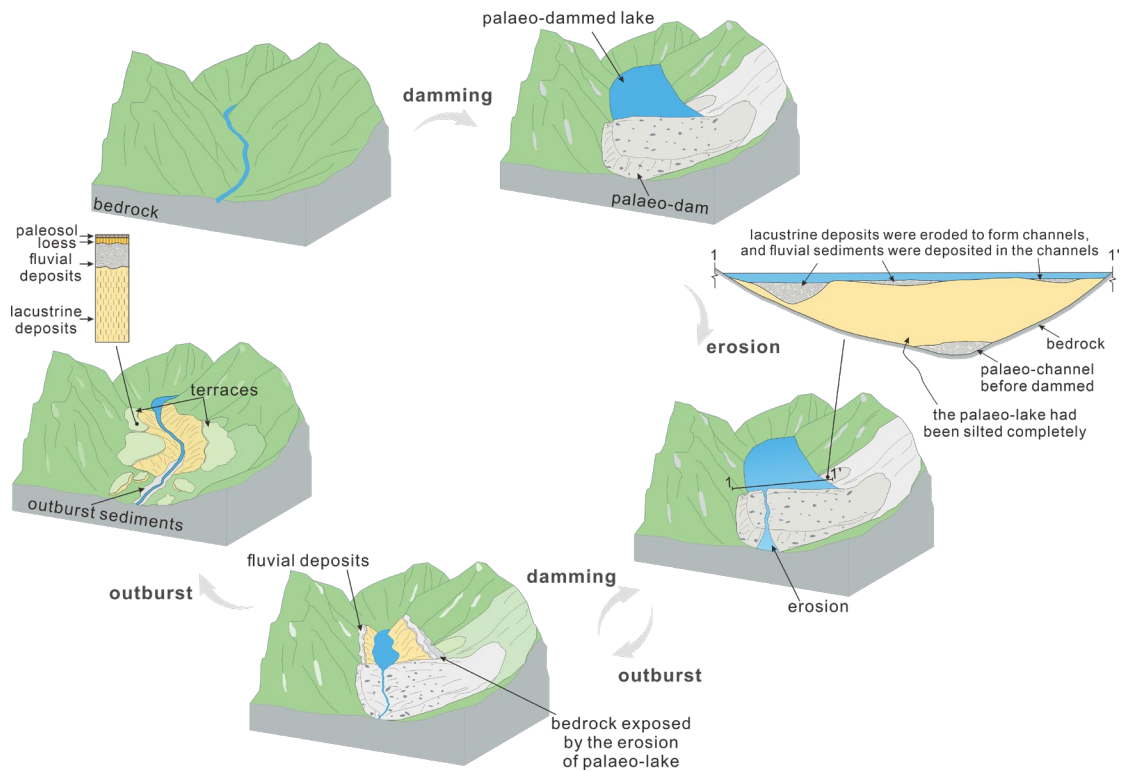 palaeo-dammed lake
damming
bedrock
palaeo-dam
paleosol
loess
fluvial
deposits
lacustrine
deposits
lacustrine deposits were eroded to form channels,
and fluvial sediments were deposited in the channels
1
1'
bedrock
palaeo-channel
before dammed
the palaeo-lake had
been silted completely
erosion
terraces
outburst sediments
1
1'
erosion
fluvial deposits
damming
outburst
outburst
bedrock exposed
by the erosion
of palaeo-lake